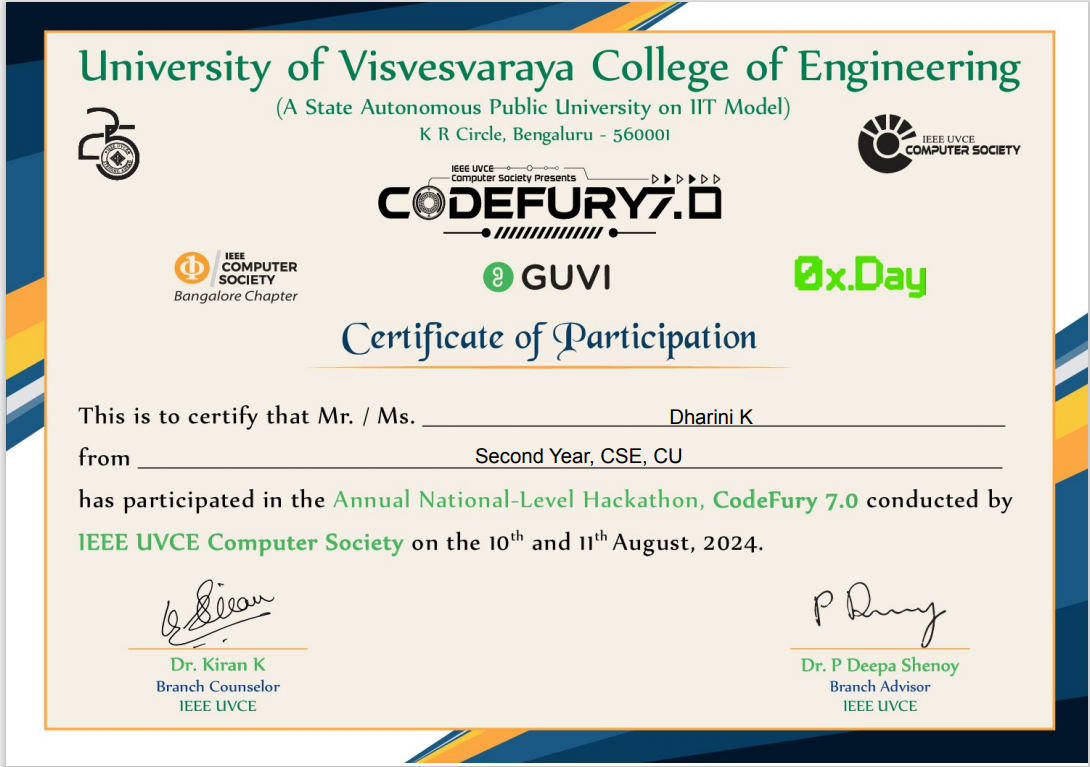 University of Visvesvaraya College of Engineering
(A State Autonomous Public University on IIT Model)
K R Circle, Bengaluru - 560001
25
IEEE UVCE
COMPUTER SOCIETY
IEEE UVCE
Computer Society Presents
CODEFURY7.0
IEEE
COMPUTER
SOCIETY
Bangalore Chapter
GUVI
0x.Day
Certificate of Participation
This is to certify that Mr. / Ms. Dharini K
from Second Year, CSE, CU
has participated in the Annual National-Level Hackathon, CodeFury 7.0 conducted by
IEEE UVCE Computer Society on the 10th and 11th August, 2024.
Dr. Kiran K
Branch Counselor
IEEE UVCE
Dr. P Deepa Shenoy
Branch Advisor
IEEE UVCE